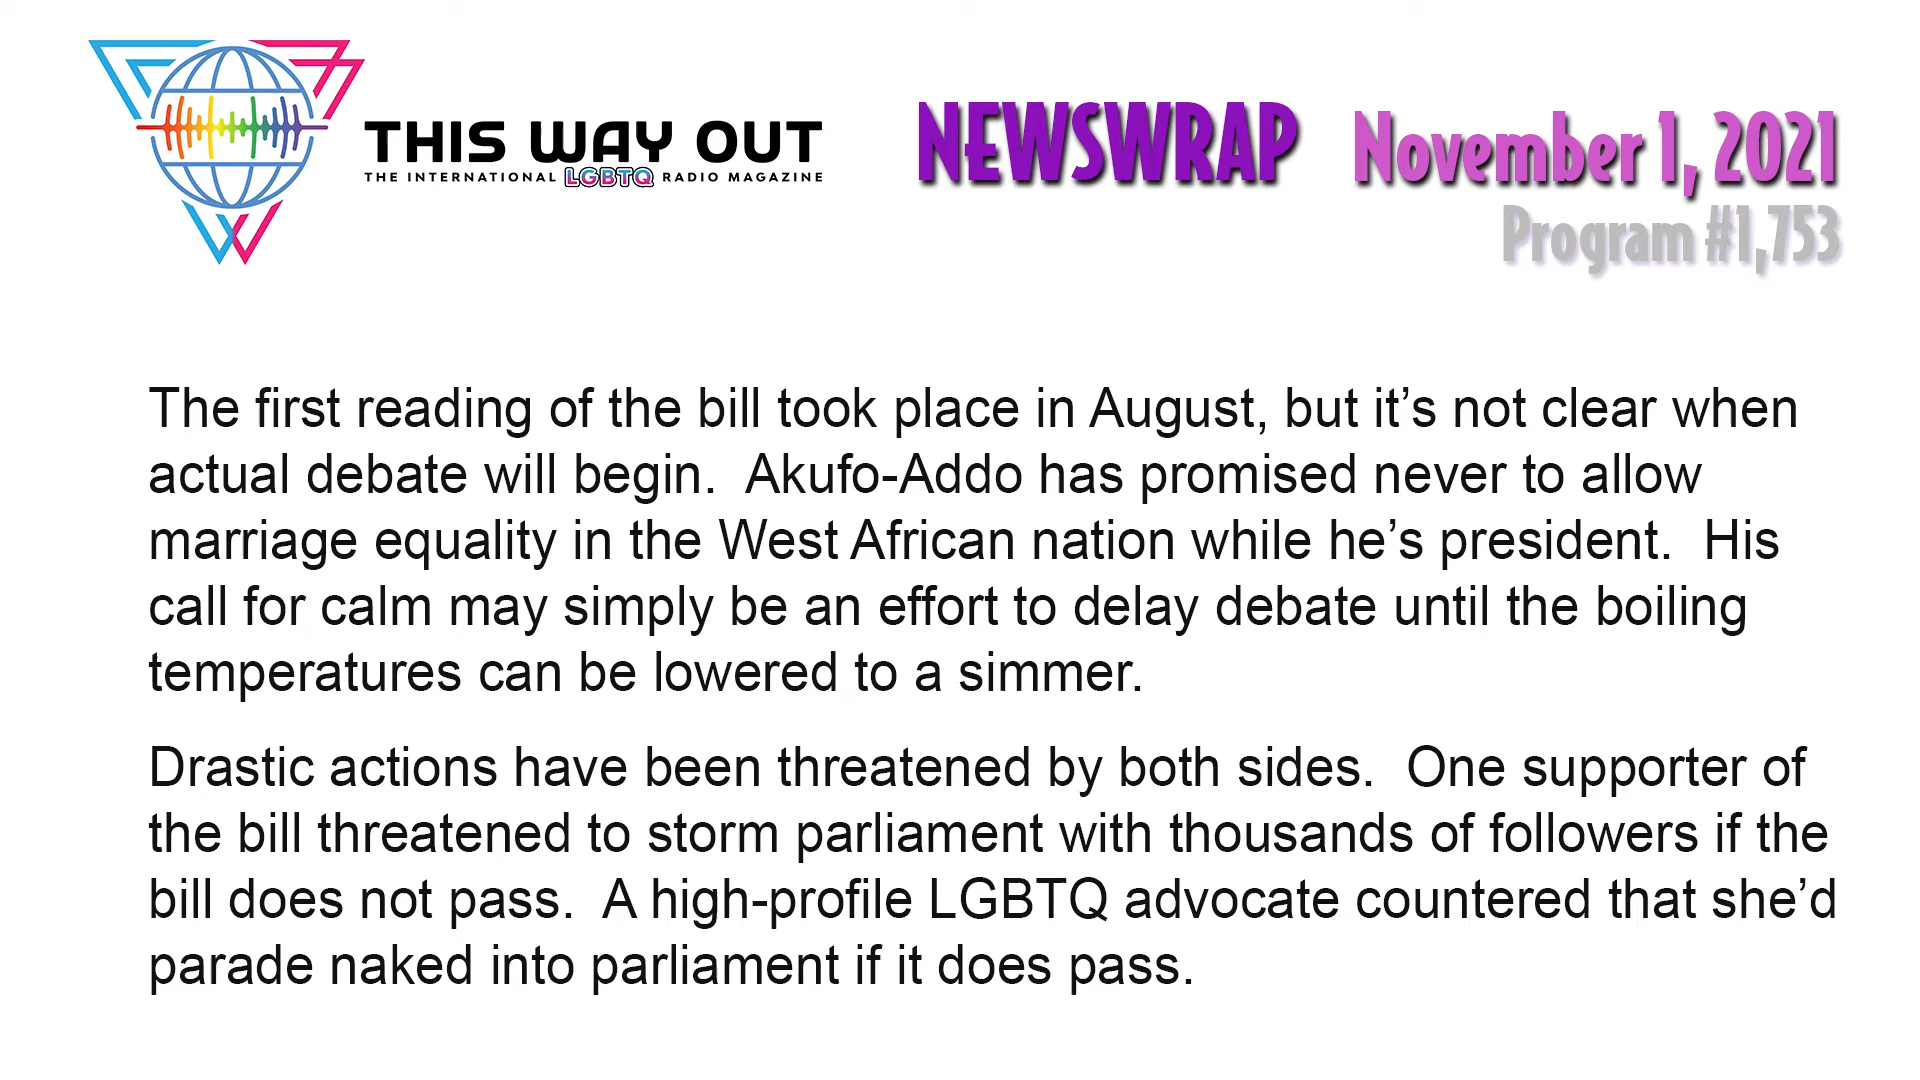 THIS WAY OUT
THE INTERNATIONAL LGBTQ RADIO MAGAZINE
NEWSWRAP
November 1, 2021
Program #1,753
The first reading of the bill took place in August, but it’s not clear when
actual debate will begin.  Akufo-Addo has promised never to allow
marriage equality in the West African nation while he’s president.  His
call for calm may simply be an effort to delay debate until the boiling
temperatures can be lowered to a simmer.
Drastic actions have been threatened by both sides.  One supporter of
the bill threatened to storm parliament with thousands of followers if the
bill does not pass.  A high-profile LGBTQ advocate countered that she’d
parade naked into parliament if it does pass.